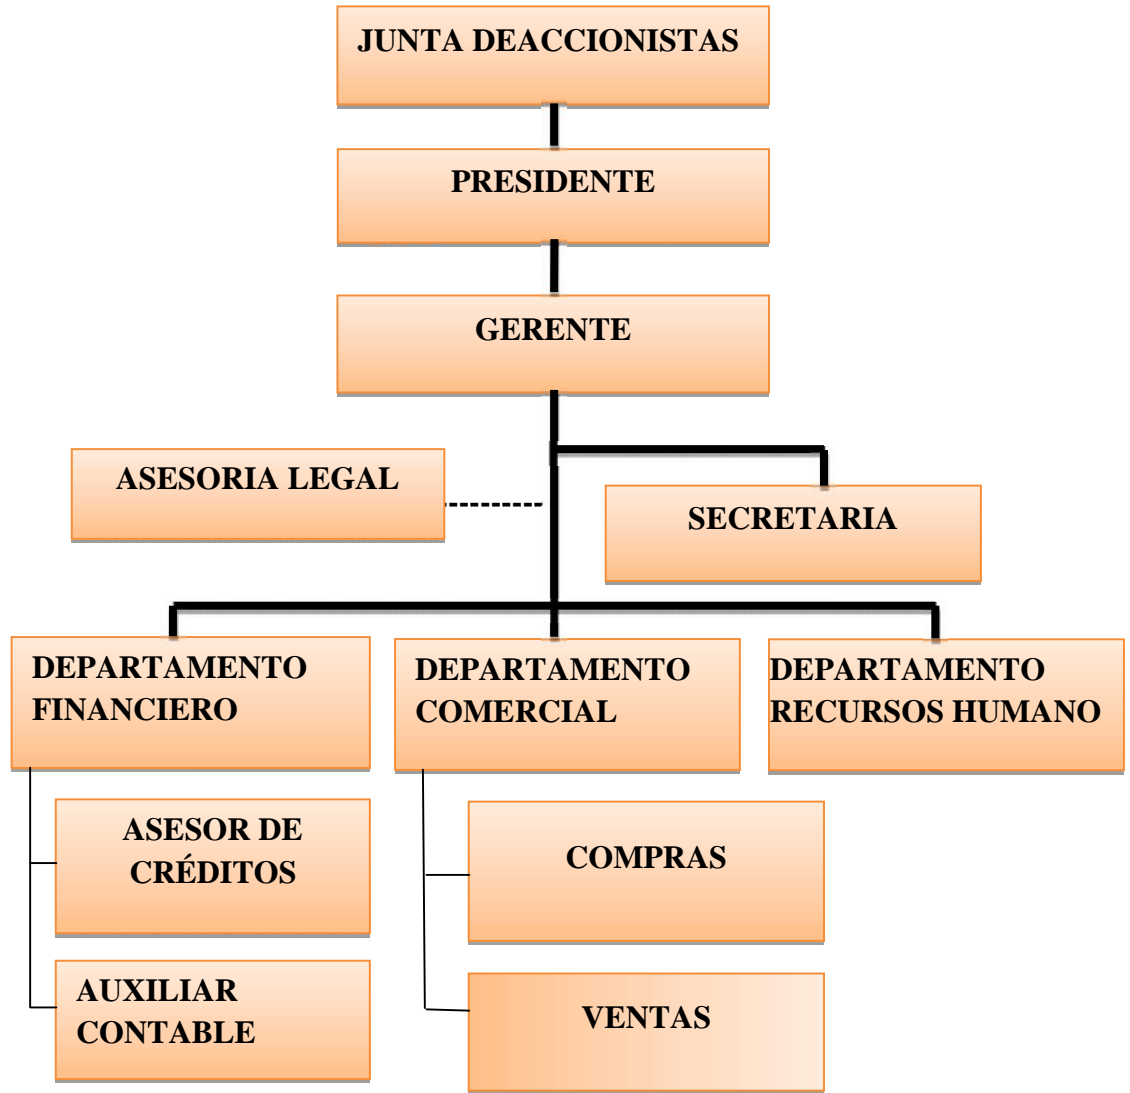 JUNTA DEACCIONISTAS
PRESIDENTE
GERENTE
ASESORIA LEGAL
SECRETARIA
DEPARTAMENTO
FINANCIERO
DEPARTAMENTO
COMERCIAL
DEPARTAMENTO
RECURSOS HUMANO
ASESOR DE
CRÉDITOS
COMPRAS
AUXILIAR
CONTABLE
VENTAS